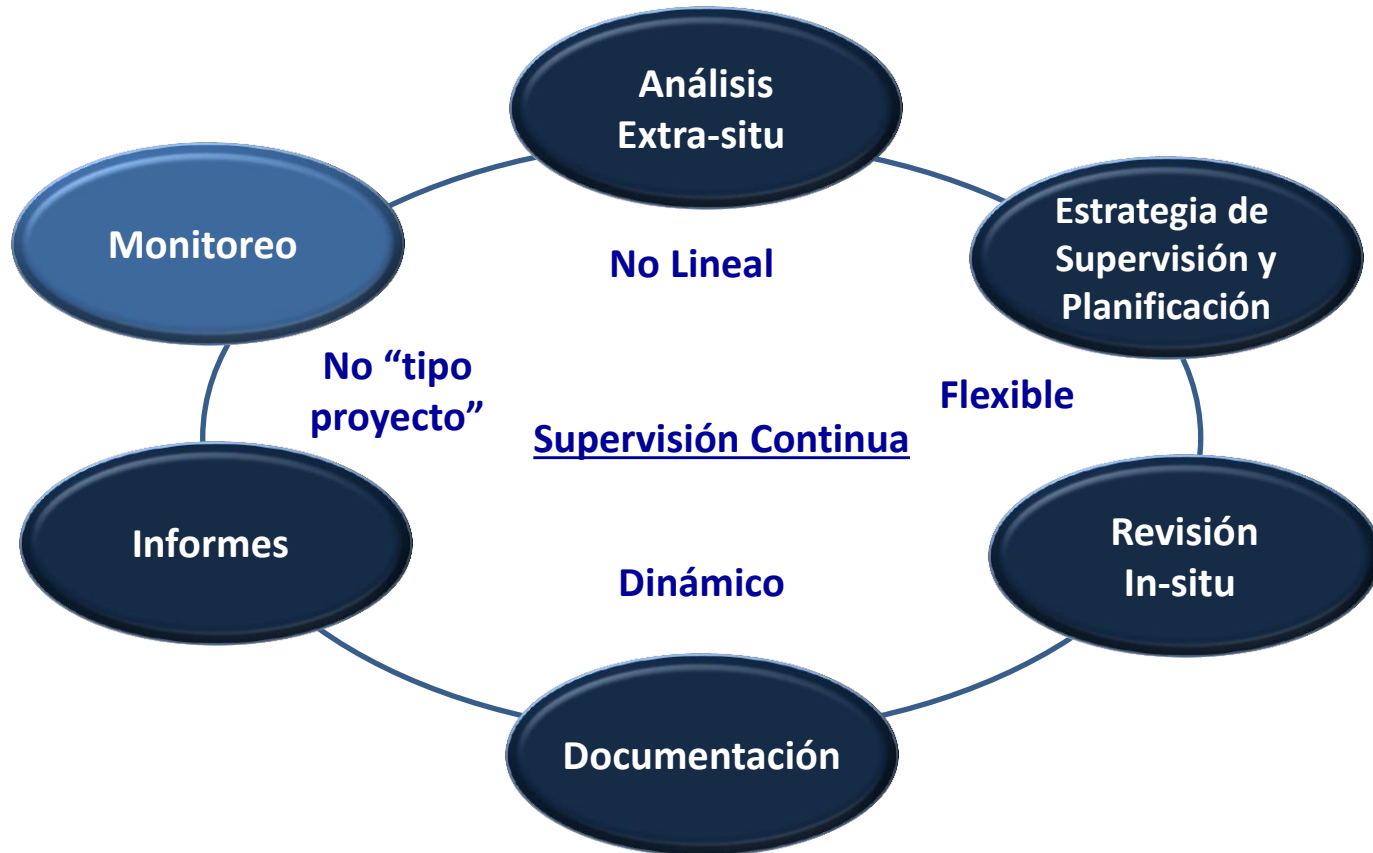 Análisis
Extra-situ
Monitoreo
Estrategia de
Supervisión y
Planificación
No Lineal
No “tipo
proyecto”
Flexible
Supervisión Continua
Informes
Revisión
In-situ
Dinámico
Documentación